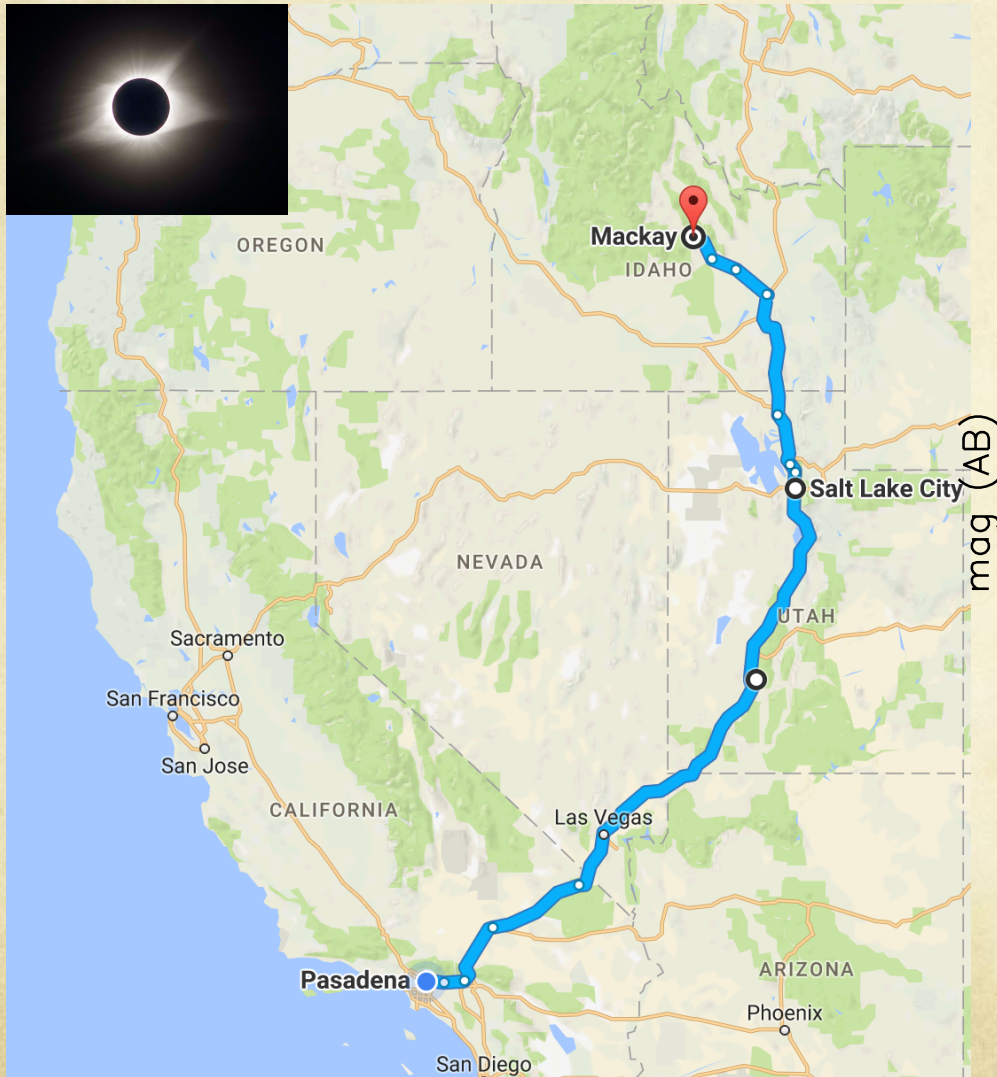 OREGON
Mackay
IDAHO
Salt Lake City
mag (AB)
NEVADA
UTAH
Sacramento
San Francisco
San Jose
CALIFORNIA
Las Vegas
Pasadena
ARIZONA
Phoenix
San Diego